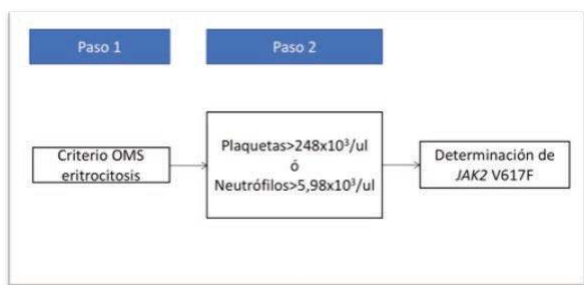 Paso 1
Paso 2
Criterio OMS
eritrocitosis
Plaquetas>248x10³/ul
ó
Neutrófilos>5,98x10³/ul
Determinación de
JAK2 V617F